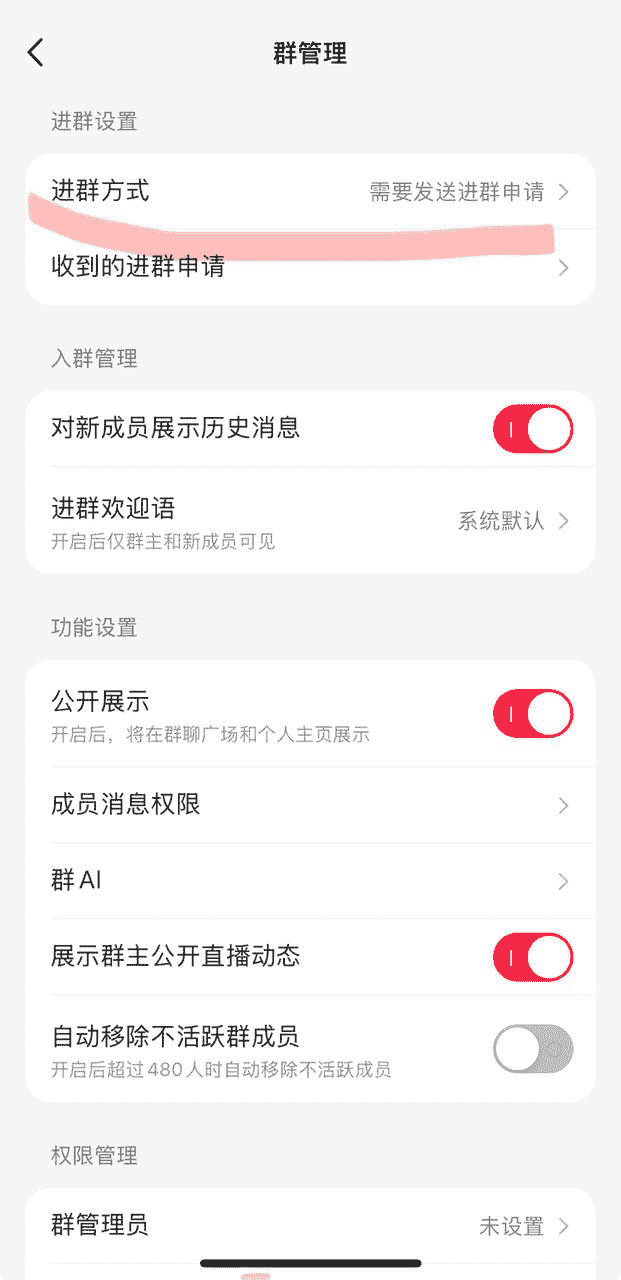 群管理
进群设置
进群方式 需要发送进群申请
收到的进群申请
入群管理
对新成员展示历史消息
进群欢迎语 系统默认
开启后仅群主和新成员可见
功能设置
公开展示
开启后，将在群聊广场和个人主页展示
成员消息权限
群AI
展示群主公开直播动态
自动移除不活跃群成员
开启后超过480人时自动移除不活跃成员
权限管理
群管理员 未设置